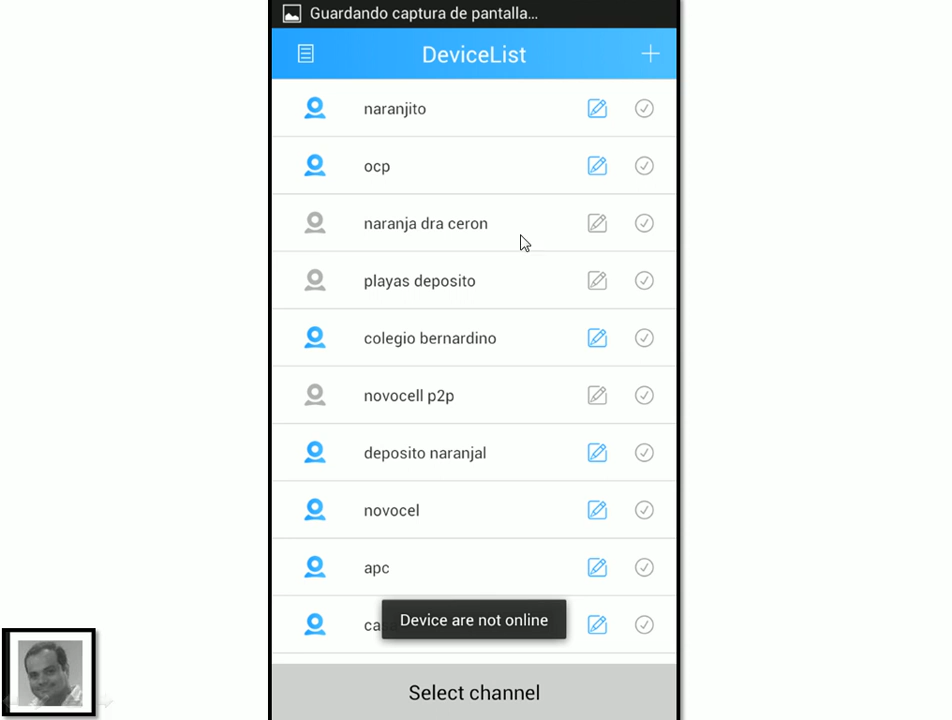 Guardando captura de pantalla...
DeviceList
naranjito
ocp
naranja dra ceron
playas deposito
colegio bernardino
novocell p2p
deposito naranjal
novocel
apc
Device are not online
Select channel